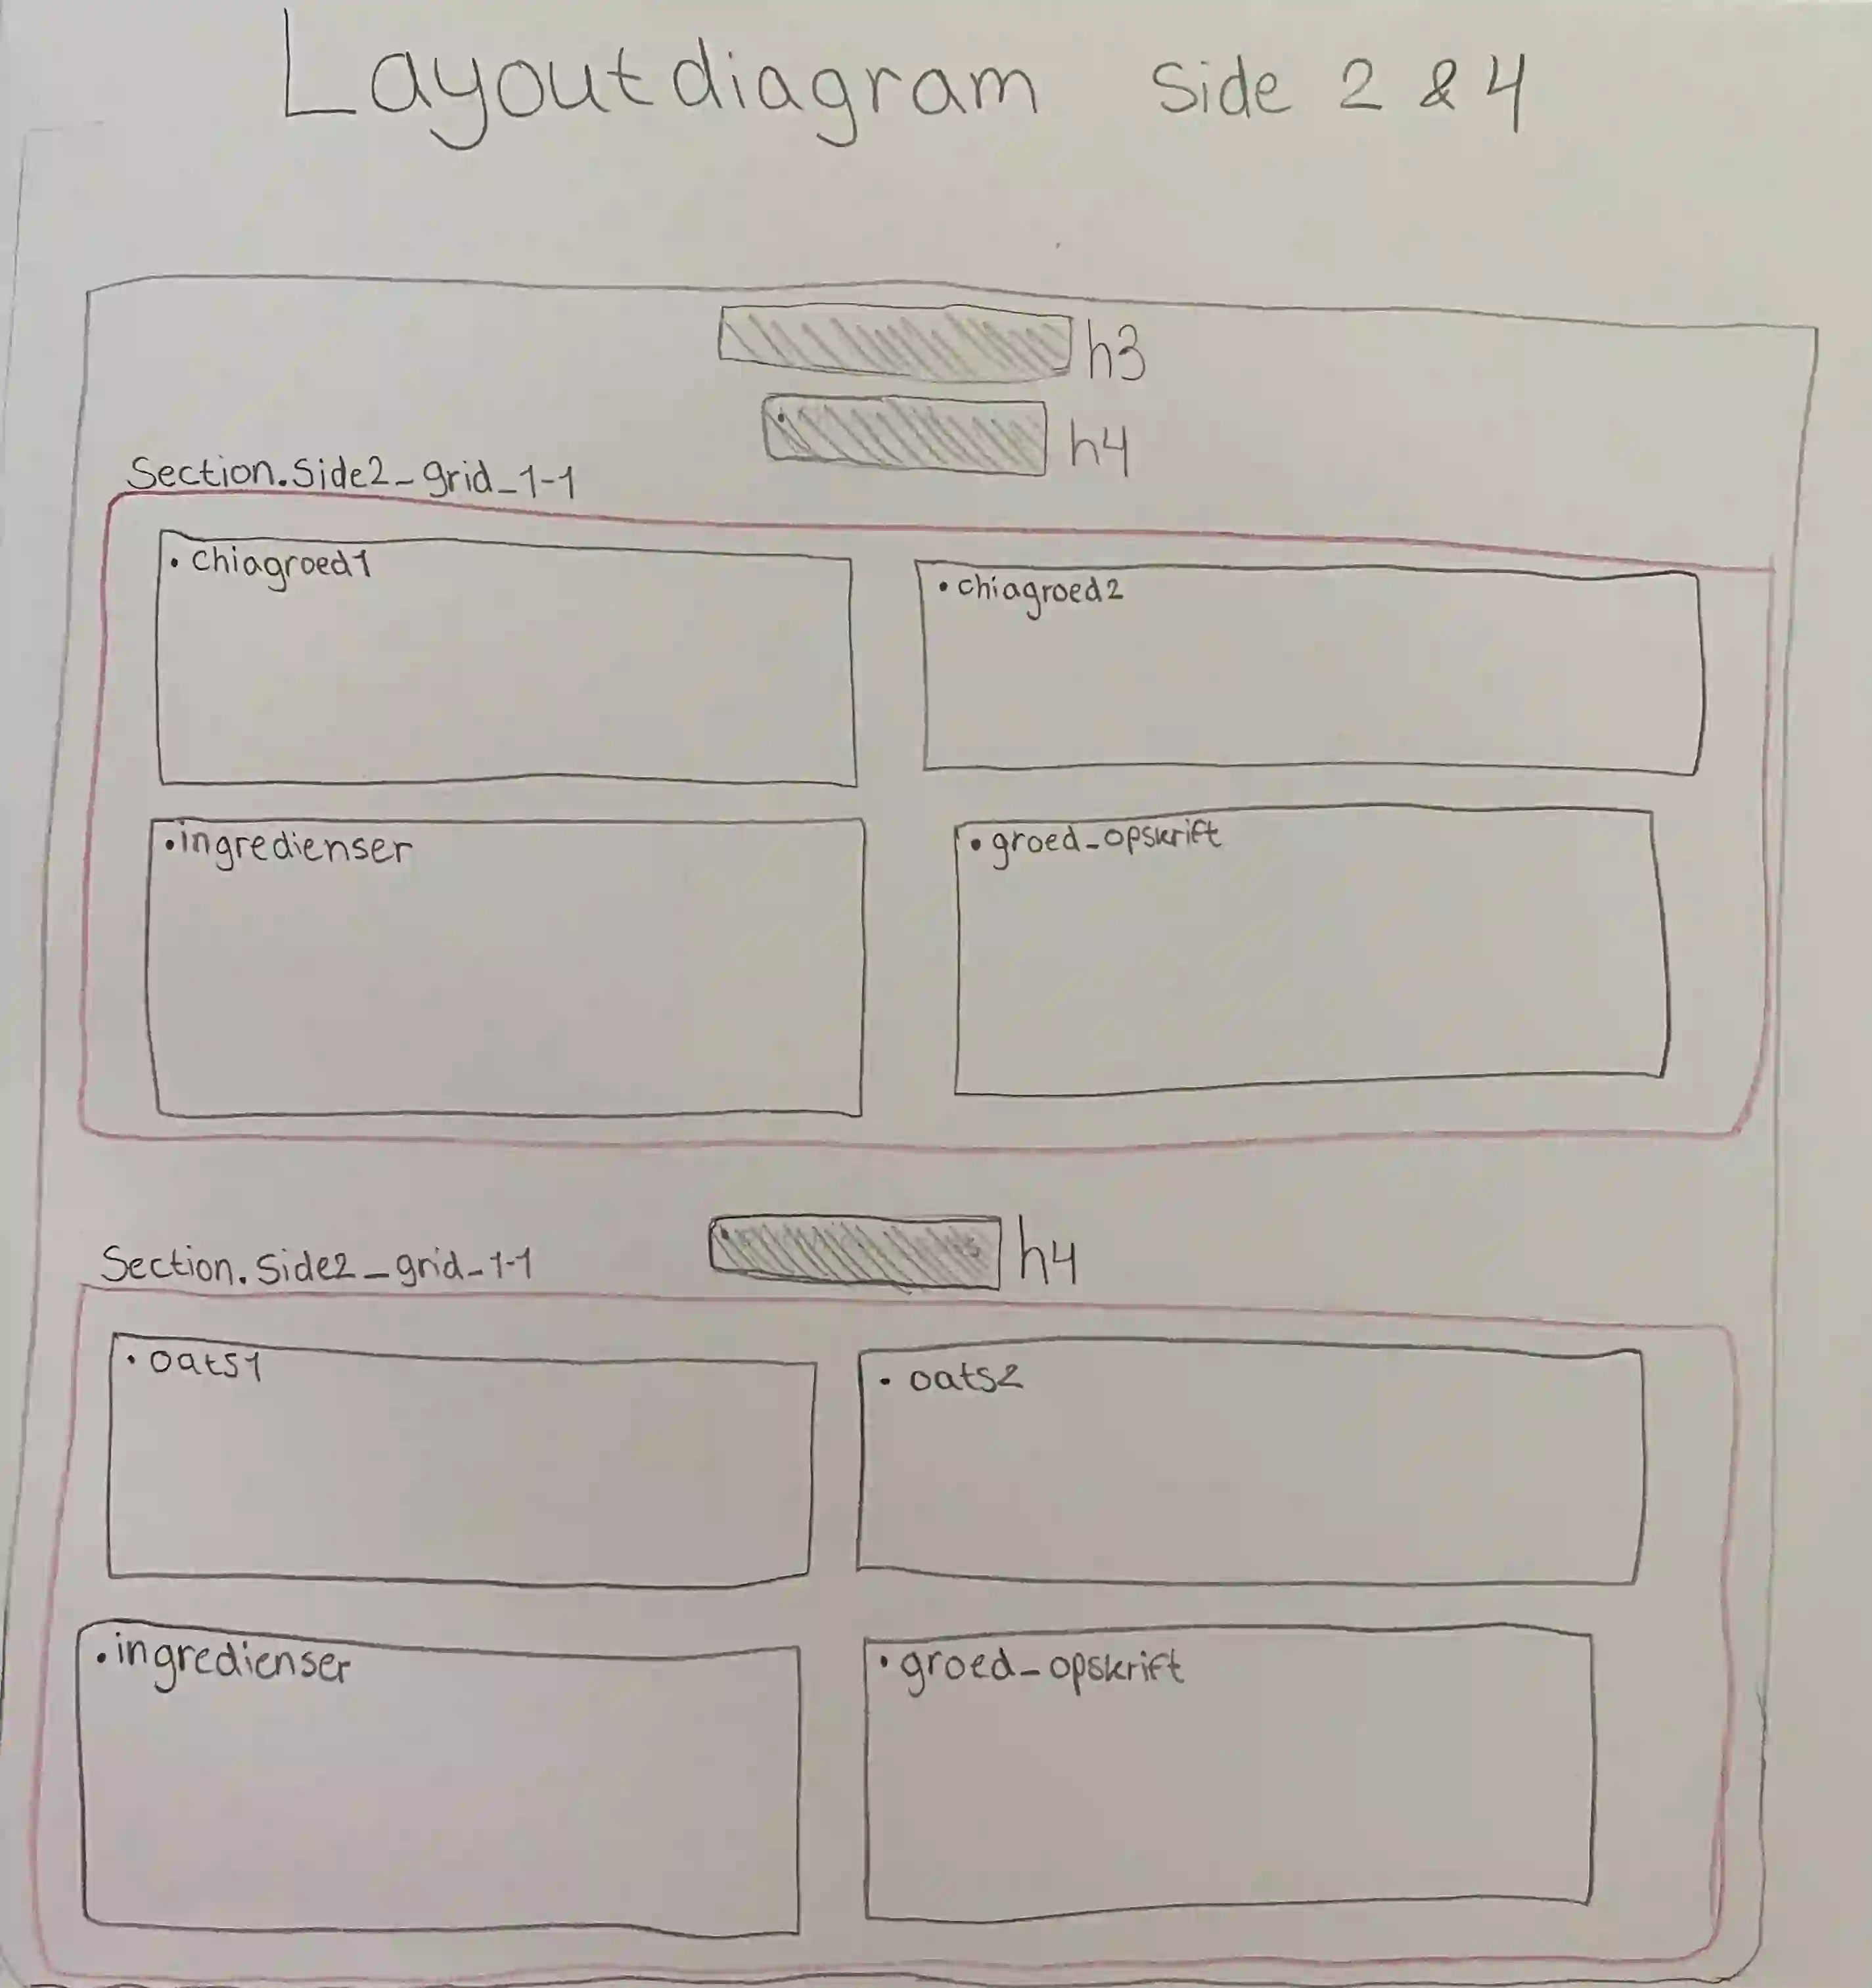 Layoutdiagram side 2 & 4
h3
h4
Section.Side2_grid_1-1
• chiagroed1
• chiagroed2
• ingredienser
• groed_opskrift
h4
Section.Side2_grid_1-1
• oats1
• oats2
• ingredienser
• groed_opskrift